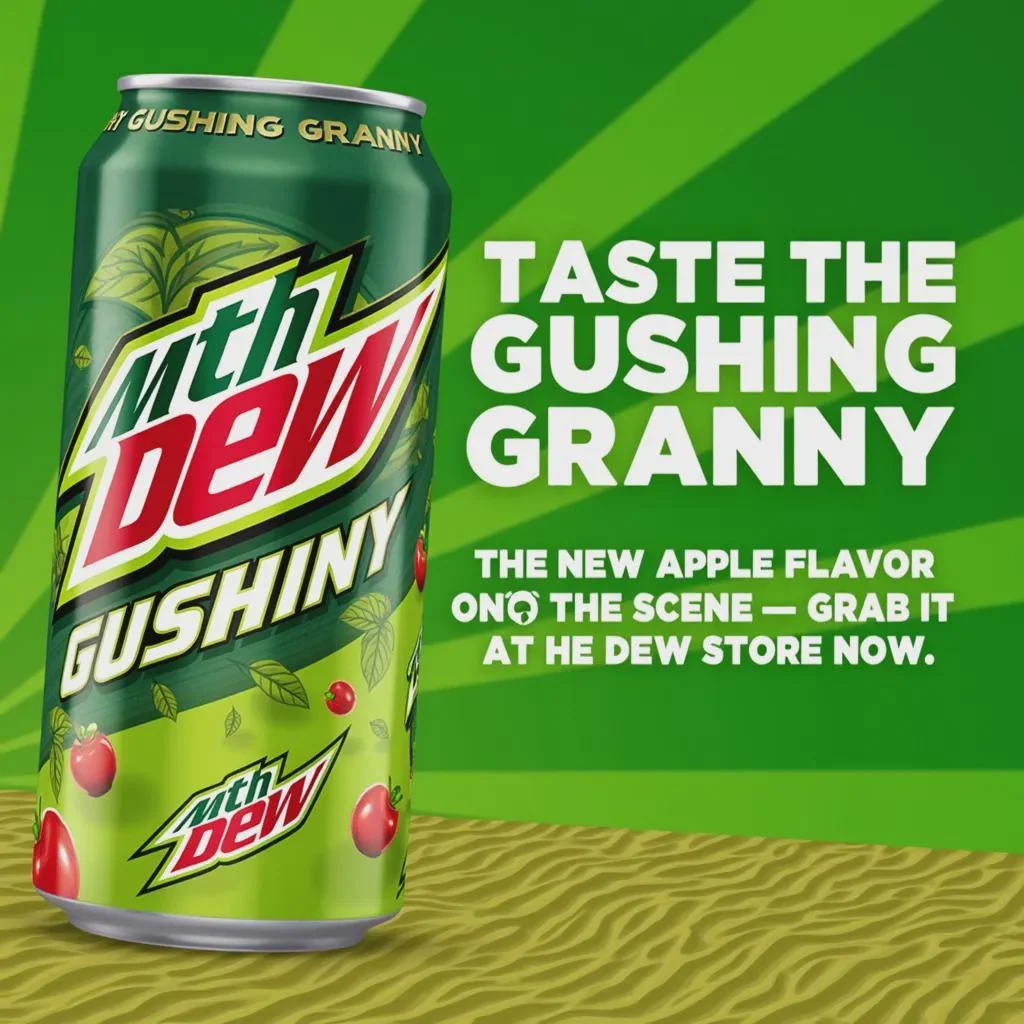 GUSHING GRANNY
Mth
DEW
GUSHINY
Mth
DEW
TASTE THE
GUSHING
GRANNY
THE NEW APPLE FLAVOR
THE SCENE — GRAB IT
AT HE DEW STORE NOW.